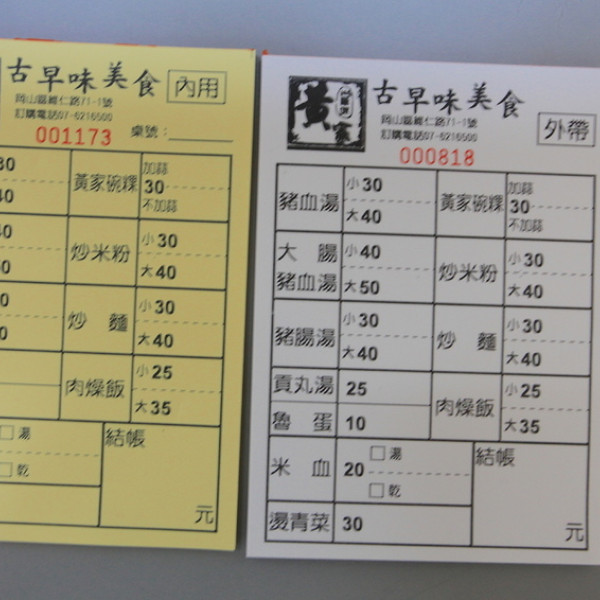 古早味美食 內用
岡山區維仁路71-1號
訂購電話07-6216500
001173 桌號：
30 黃家碗粿 加蒜
40 30
不加蒜
40 炒米粉 小30
大40
炒 麵 小30
大40
肉燥飯 小25
大35
湯 結帳
乾
元
黃家
古早味美食 外帶
岡山區維仁路71-1號
訂購電話07-6216500
000818
豬血湯 小30 黃家碗粿 加蒜
大40 30
不加蒜
大 腸 小40 炒米粉 小30
豬血湯 大50 大40
豬腸湯 小30 炒 麵 小30
大40 大40
貢丸湯 25 肉燥飯 小25
魯 蛋 10 大35
米 血 20 湯 結帳
乾
燙青菜 30 元